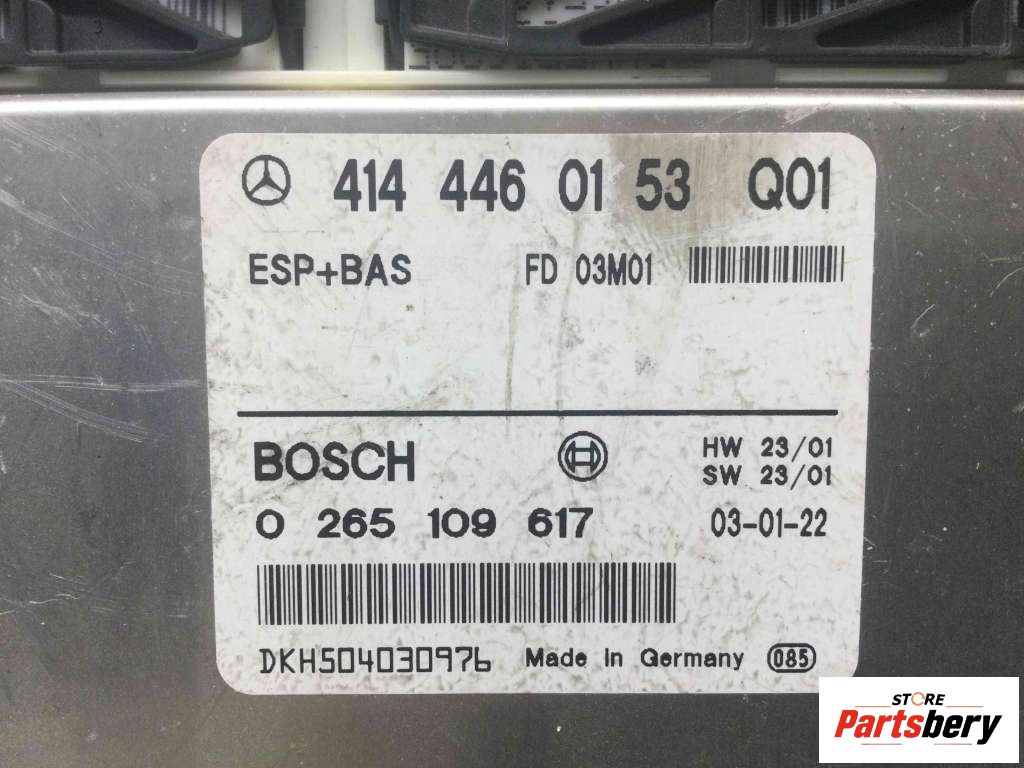 414 446 01 53 Q01
ESP+BAS FD 03M01
BOSCH HW 23/01
SW 23/01
0 265 109 617 03-01-22
DKH504030976 Made in Germany 085
STORE
Partsbery